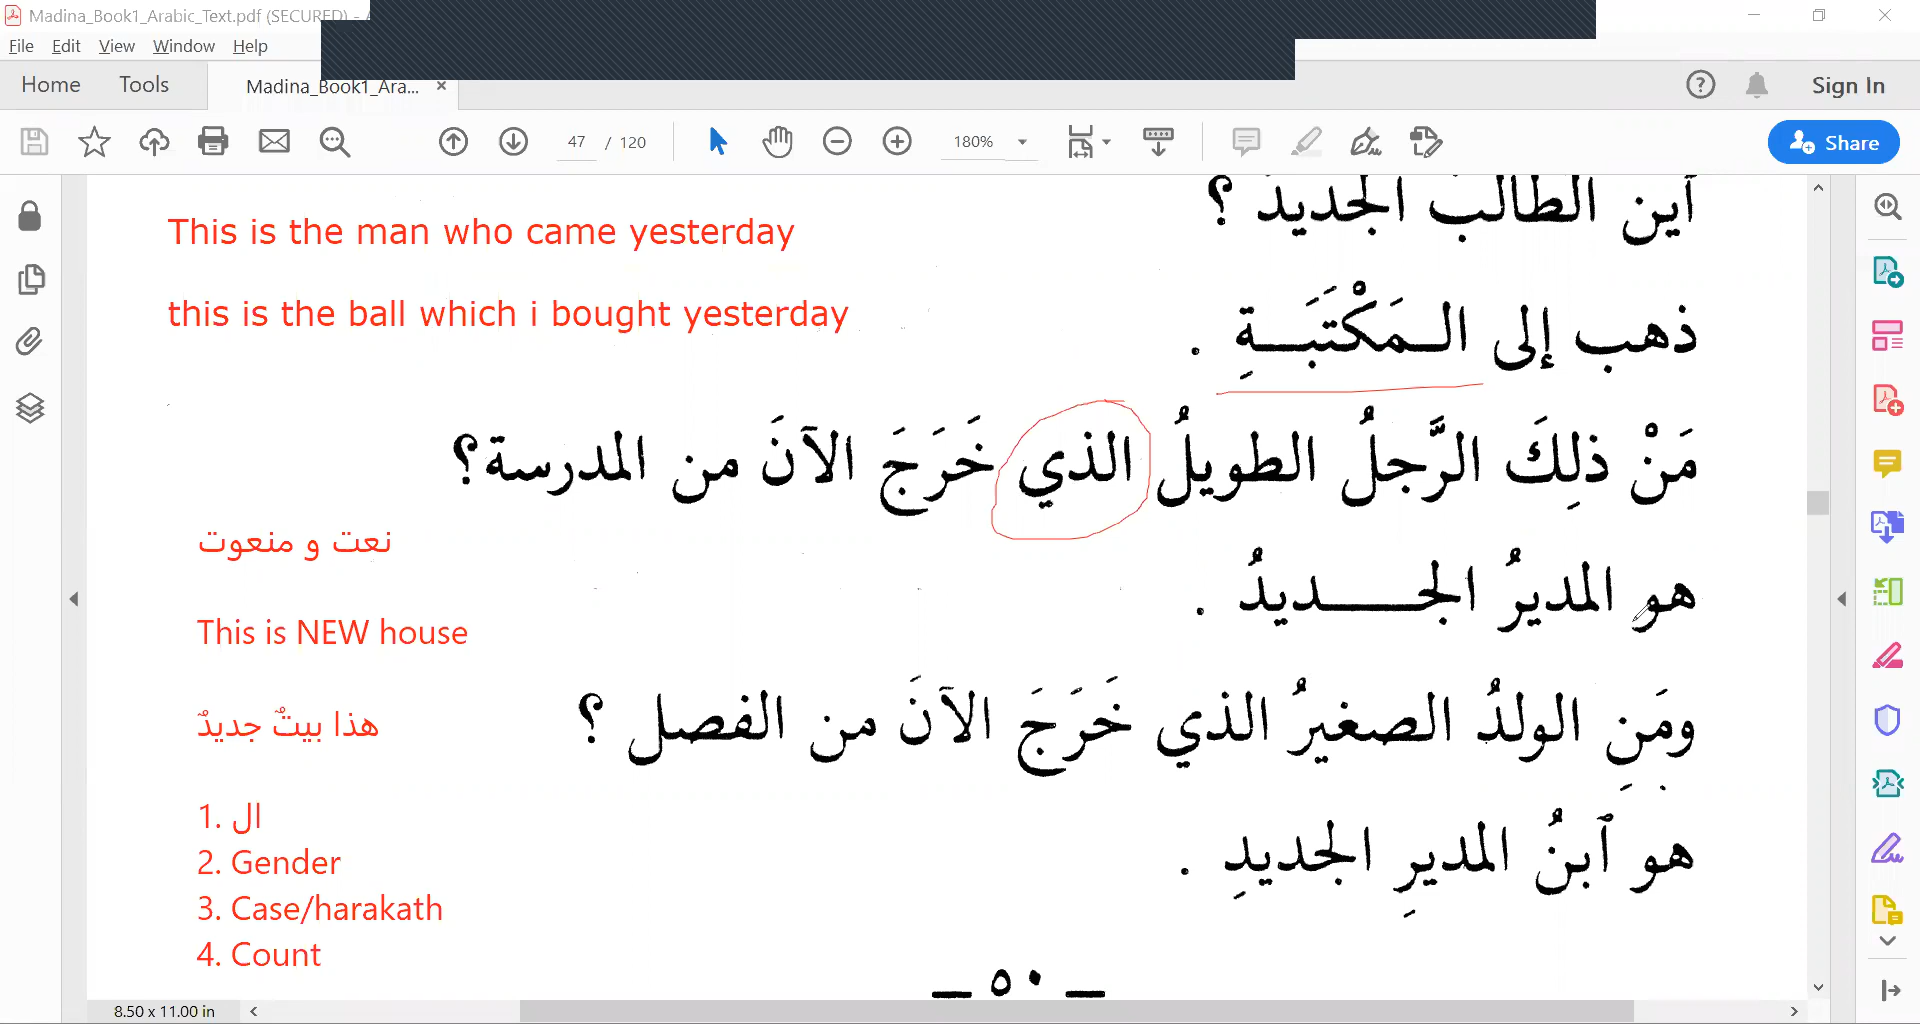 Madina_Book1_Arabic_Text.pdf (SECURED) -
File Edit View Window Help
Home Tools Madina_Book1_Ara... × Sign In
47 / 120 180% Share
أين الطالبُ الجديدُ ؟
This is the man who came yesterday
this is the ball which i bought yesterday
ذهب إلى الـمَكْتَبَـةِ .
مَنْ ذلِكَ الرَّجلُ الطويلُ الذي خَرَجَ الآنَ من المدرسة؟
نعت و منعوت
هو المديرُ الجـديدُ .
This is NEW house
ومَنِ الولدُ الصغيرُ الذي خَرَجَ الآنَ من الفصل ؟
هذا بيتٌ جديدٌ
1. ال
هو ٱبنُ المديرِ الجديدِ .
2. Gender
3. Case/harakath
4. Count
– ٥٠ –
8.50 x 11.00 in